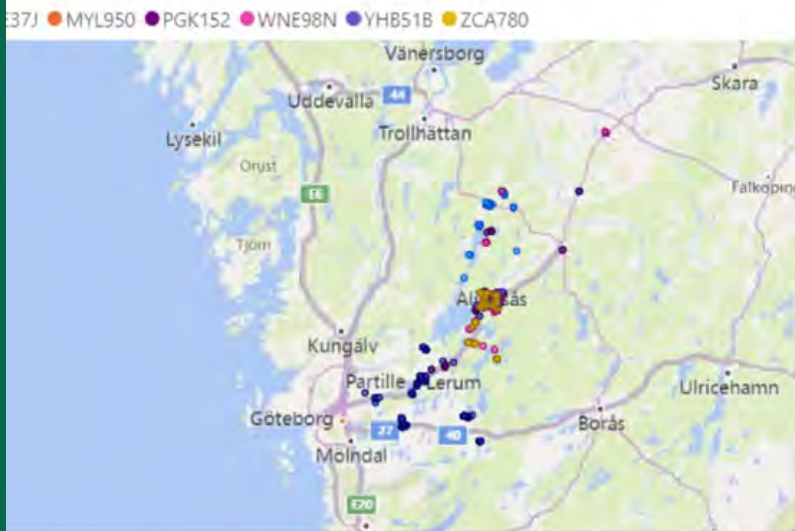 E37J MYL950 PGK152 WNE98N YHB51B ZCA780
Vänersborg
Skara
Uddevalla
44
Trollhättan
Lysekil
Orust
E6
Falköping
Tjörn
Kungälv
Partille
Lerum
Ulricehamn
Göteborg
27
40
Borås
Mölndal
E20